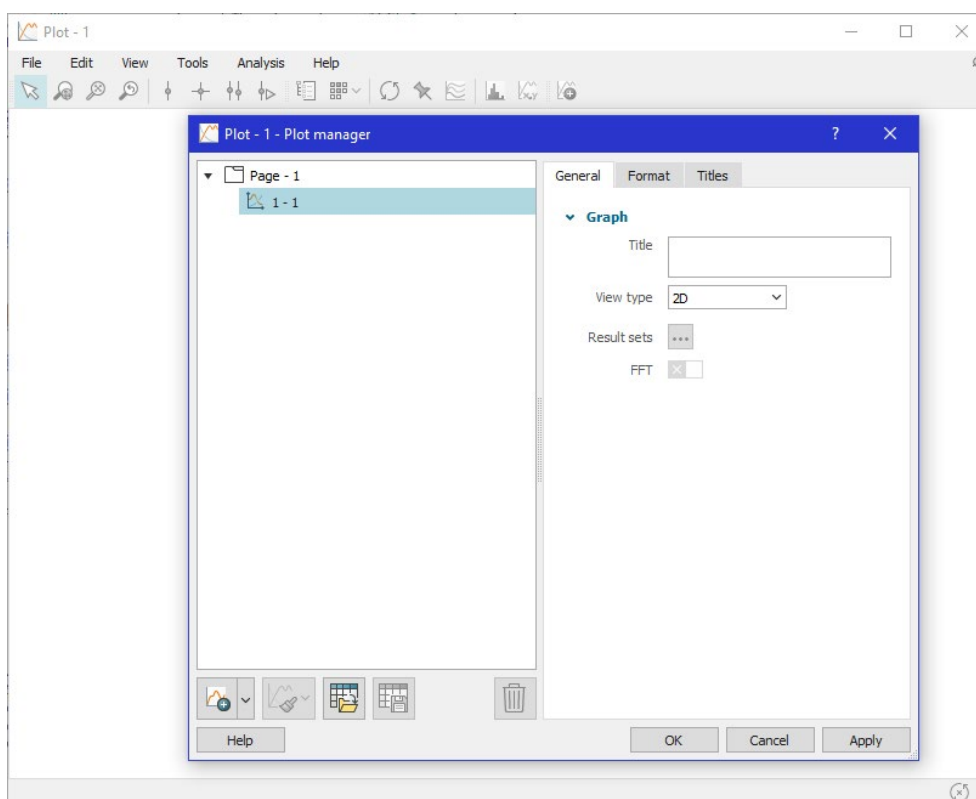 Plot - 1
File Edit View Tools Analysis Help
Plot - 1 - Plot manager
Page - 1
1 - 1
General Format Titles
Graph
Title
View type 2D
Result sets ...
FFT
Help OK Cancel Apply